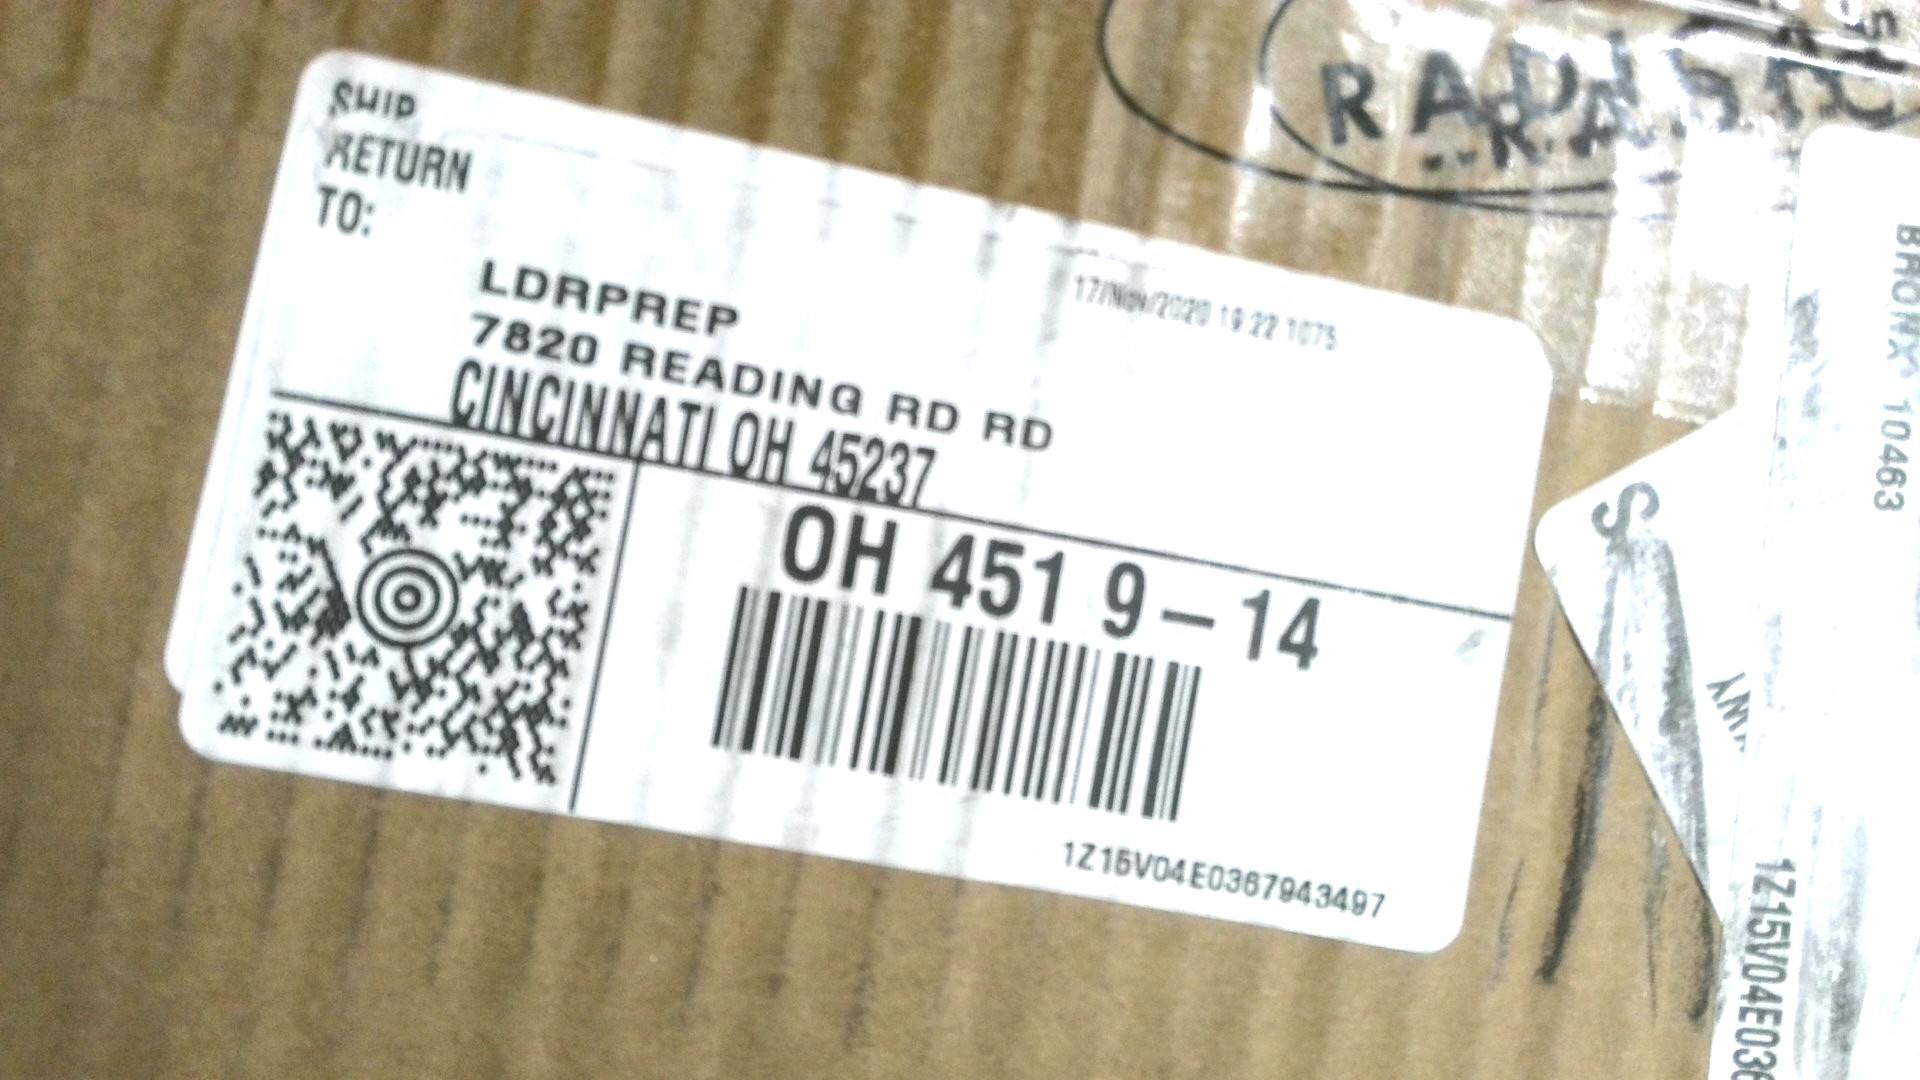 SHIP
RETURN
TO:
LDRPREP
17/Nov/2020 19:22 1075
7820 READING RD RD
CINCINNATI OH 45237
OH 451 9-14
1Z16V04E0367943497
BRONX 10463
S
1Z15V04E036